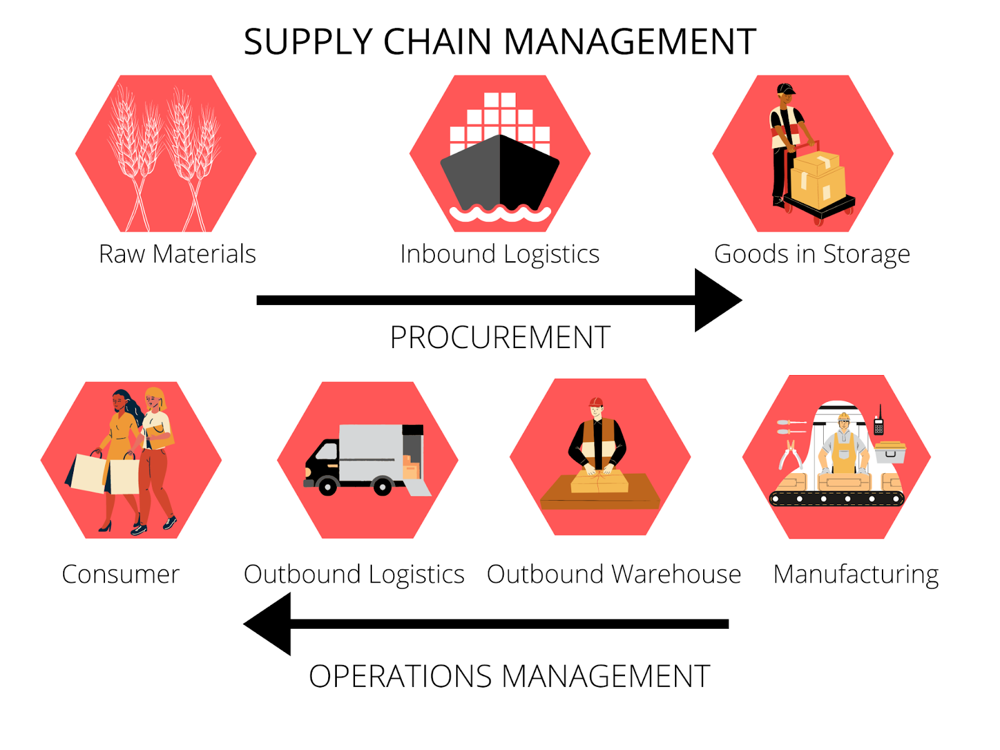 SUPPLY CHAIN MANAGEMENT
Raw Materials
Inbound Logistics
Goods in Storage
PROCUREMENT
Consumer
Outbound Logistics
Outbound Warehouse
Manufacturing
OPERATIONS MANAGEMENT